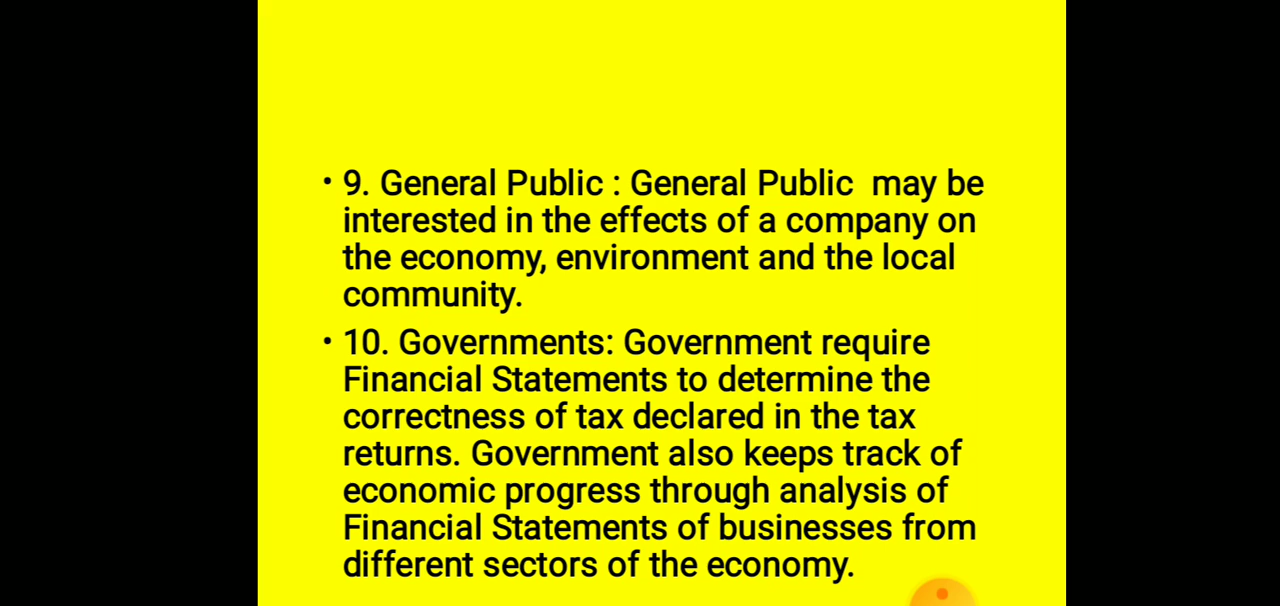 • 9. General Public : General Public  may be
interested in the effects of a company on
the economy, environment and the local
community.
• 10. Governments: Government require
Financial Statements to determine the
correctness of tax declared in the tax
returns. Government also keeps track of
economic progress through analysis of
Financial Statements of businesses from
different sectors of the economy.